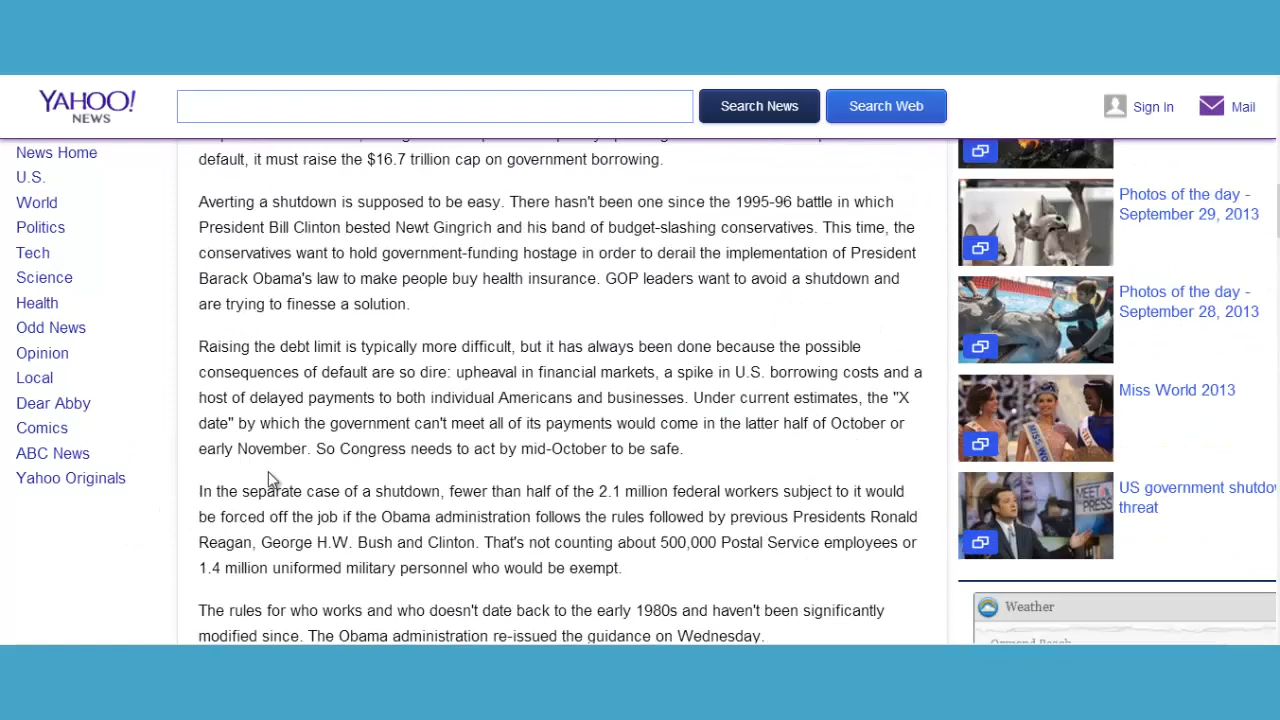 YAHOO!
NEWS
Search News
Search Web
Sign In
Mail
News Home
U.S.
World
Politics
Tech
Science
Health
Odd News
Opinion
Local
Dear Abby
Comics
ABC News
Yahoo Originals
default, it must raise the $16.7 trillion cap on government borrowing.
Averting a shutdown is supposed to be easy. There hasn't been one since the 1995-96 battle in which
President Bill Clinton bested Newt Gingrich and his band of budget-slashing conservatives. This time, the
conservatives want to hold government-funding hostage in order to derail the implementation of President
Barack Obama's law to make people buy health insurance. GOP leaders want to avoid a shutdown and
are trying to finesse a solution.
Raising the debt limit is typically more difficult, but it has always been done because the possible
consequences of default are so dire: upheaval in financial markets, a spike in U.S. borrowing costs and a
host of delayed payments to both individual Americans and businesses. Under current estimates, the "X
date" by which the government can't meet all of its payments would come in the latter half of October or
early November. So Congress needs to act by mid-October to be safe.
In the separate case of a shutdown, fewer than half of the 2.1 million federal workers subject to it would
be forced off the job if the Obama administration follows the rules followed by previous Presidents Ronald
Reagan, George H.W. Bush and Clinton. That's not counting about 500,000 Postal Service employees or
1.4 million uniformed military personnel who would be exempt.
The rules for who works and who doesn't date back to the early 1980s and haven't been significantly
modified since. The Obama administration re-issued the guidance on Wednesday.
Photos of the day -
September 29, 2013
Photos of the day -
September 28, 2013
Miss World 2013
US government shutdo
threat
MEET
PRESS
Weather
Ormond Beach